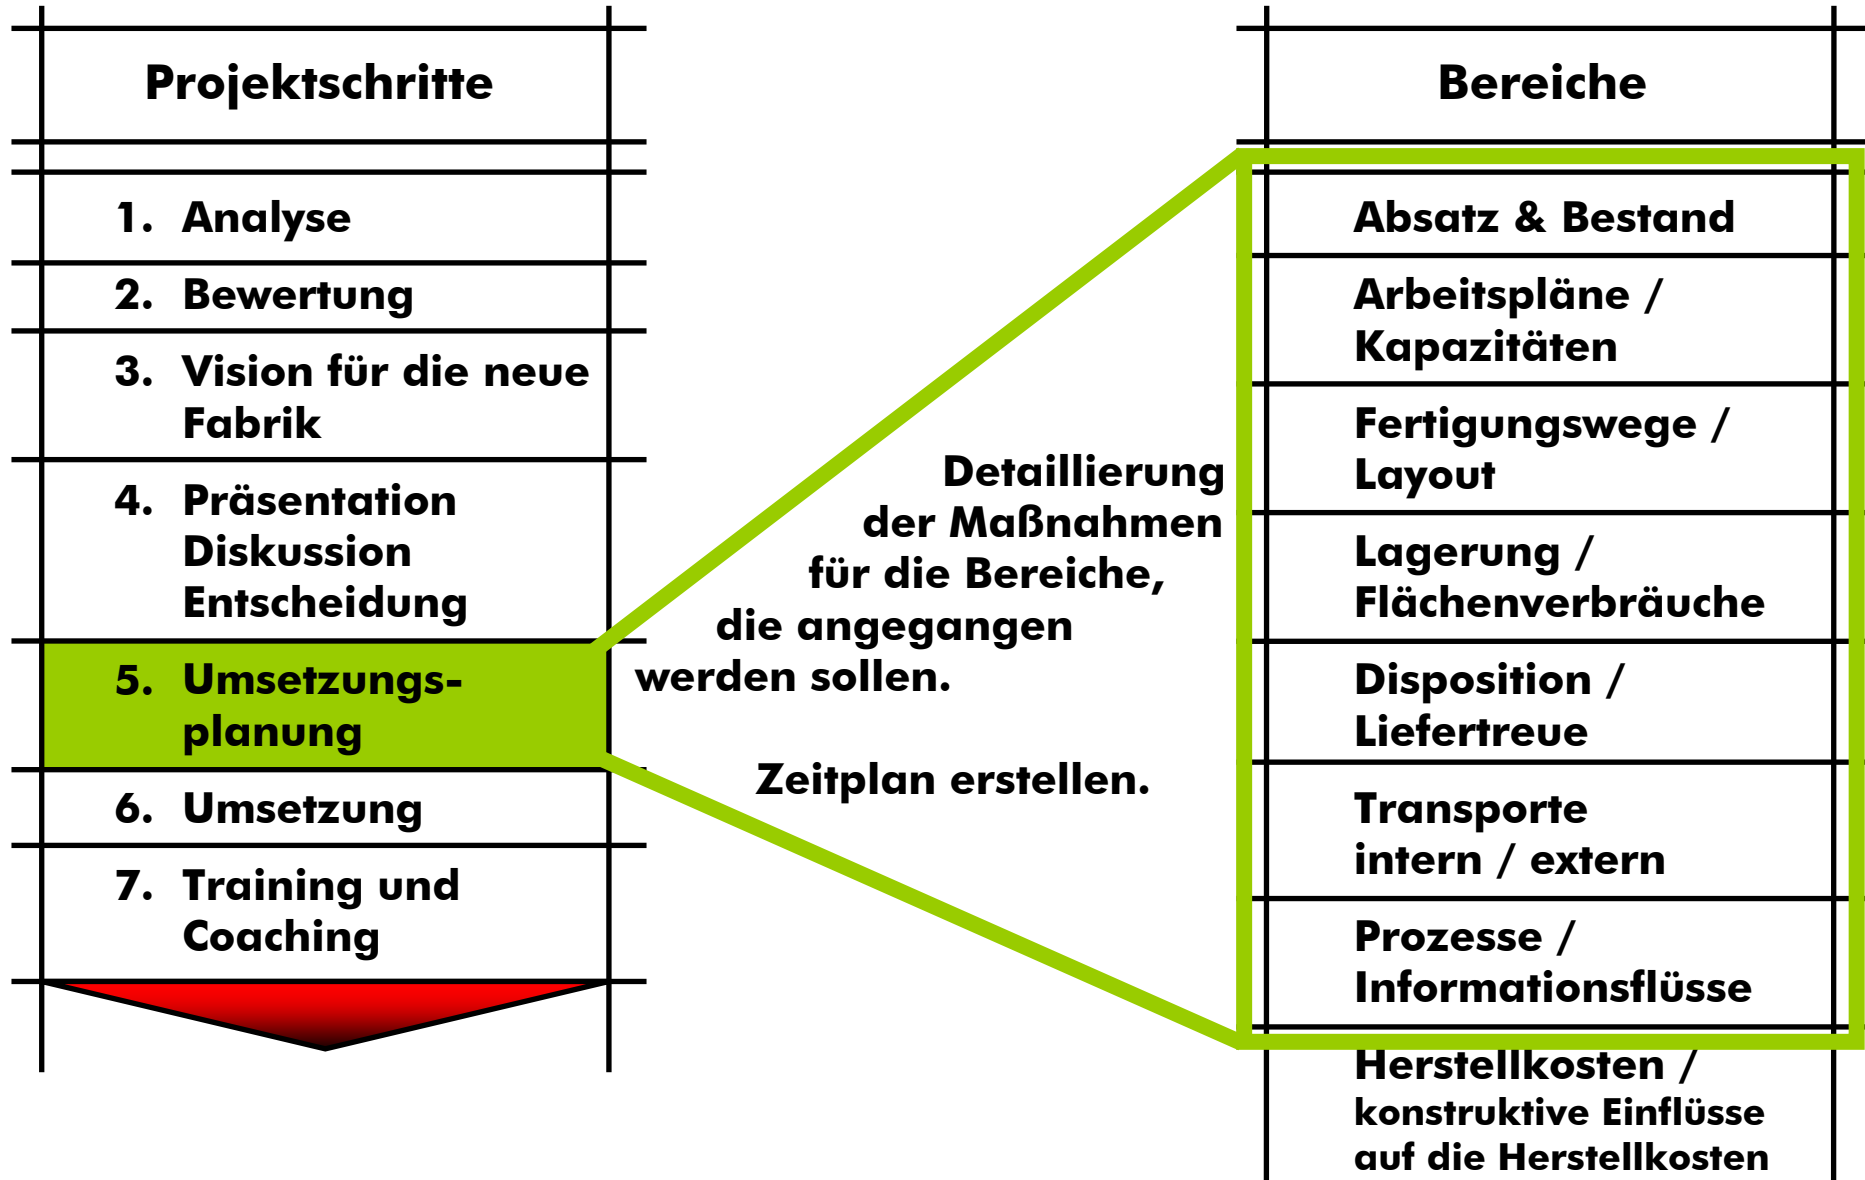 Projektschritte
1. Analyse
2. Bewertung
3. Vision für die neue
Fabrik
4. Präsentation
Diskussion
Entscheidung
5. Umsetzungs-
planung
6. Umsetzung
7. Training und
Coaching
Detaillierung
der Maßnahmen
für die Bereiche,
die angegangen
werden sollen.
Zeitplan erstellen.
Bereiche
Absatz & Bestand
Arbeitspläne /
Kapazitäten
Fertigungswege /
Layout
Lagerung /
Flächenverbräuche
Disposition /
Liefertreue
Transporte
intern / extern
Prozesse /
Informationsflüsse
Herstellkosten /
konstruktive Einflüsse
auf die Herstellkosten